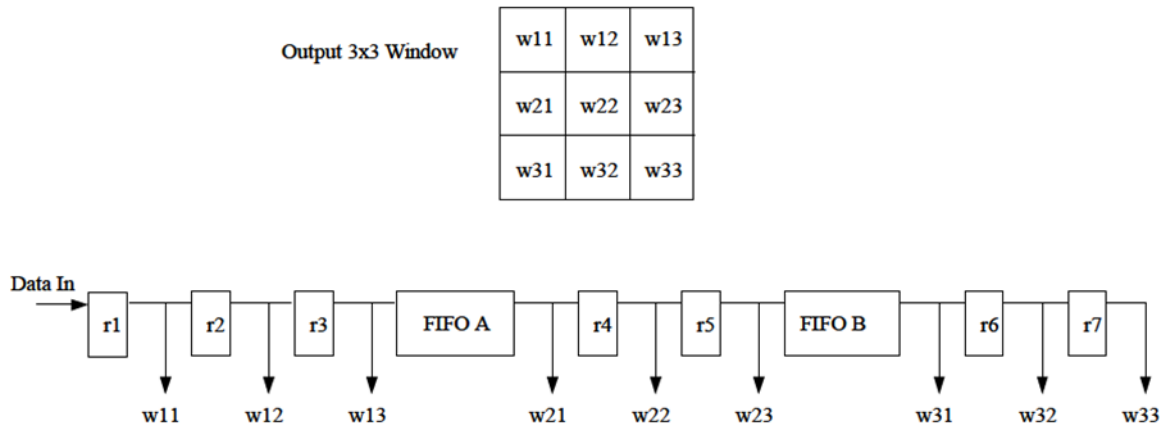 w11 w12 w13
Output 3x3 Window
w21 w22 w23
w31 w32 w33
Data In
r1 r2 r3 FIFO A r4 r5 FIFO B r6 r7
w11 w12 w13 w21 w22 w23 w31 w32 w33